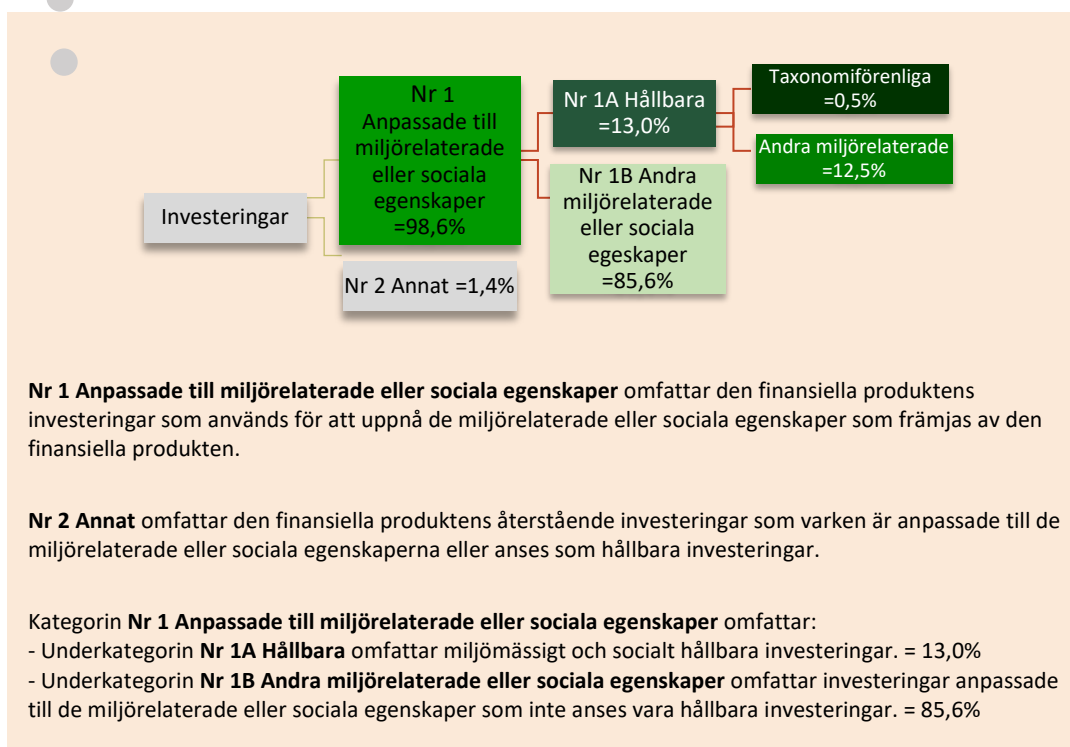 Investeringar
Nr 1
Anpassade till
miljörelaterade
eller sociala
egenskaper
=98,6%
Nr 2 Annat =1,4%
Nr 1A Hållbara
=13,0%
Nr 1B Andra
miljörelaterade
eller sociala
egeskaper
=85,6%
Taxonomiförenliga
=0,5%
Andra miljörelaterade
=12,5%
Nr 1 Anpassade till miljörelaterade eller sociala egenskaper omfattar den finansiella produktens
investeringar som används för att uppnå de miljörelaterade eller sociala egenskaper som främjas av den
finansiella produkten.
Nr 2 Annat omfattar den finansiella produktens återstående investeringar som varken är anpassade till de
miljörelaterade eller sociala egenskaperna eller anses som hållbara investeringar.
Kategorin Nr 1 Anpassade till miljörelaterade eller sociala egenskaper omfattar:
- Underkategorin Nr 1A Hållbara omfattar miljömässigt och socialt hållbara investeringar. = 13,0%
- Underkategorin Nr 1B Andra miljörelaterade eller sociala egenskaper omfattar investeringar anpassade
till de miljörelaterade eller sociala egenskaper som inte anses vara hållbara investeringar. = 85,6%